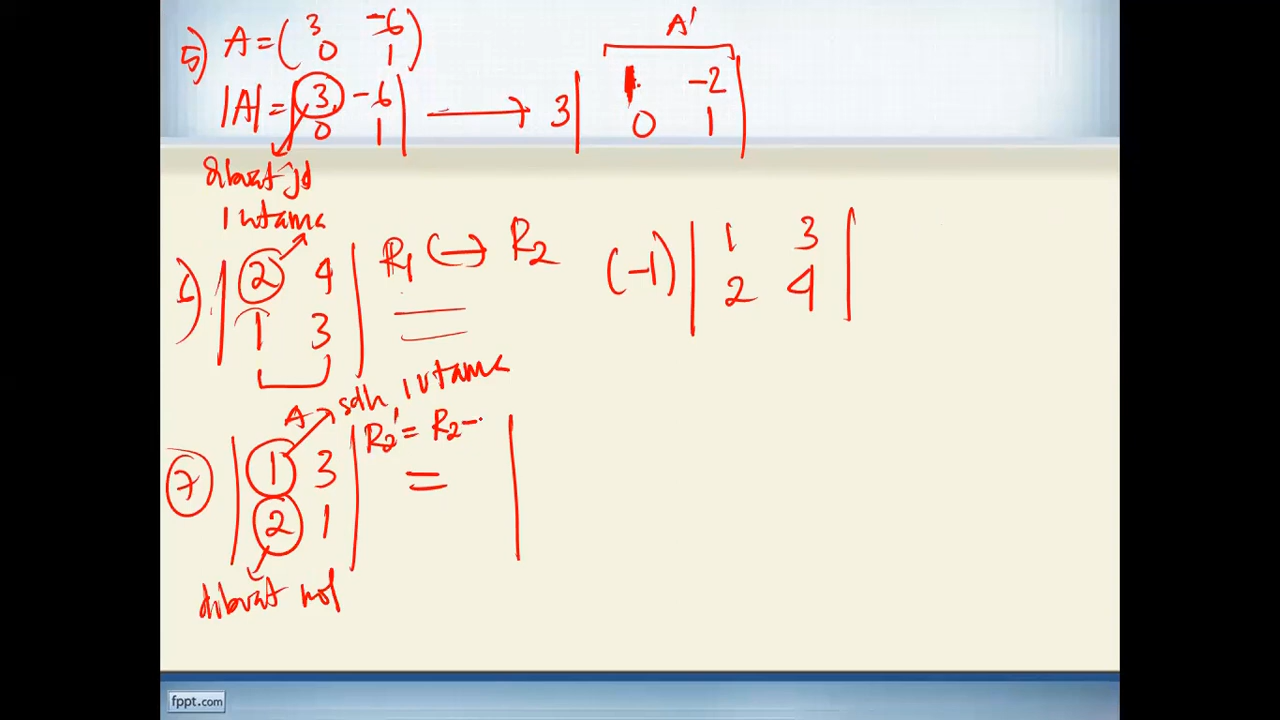 5) A = ( 3 -6
0 1 )
|A| = | 3 -6
0 1 | → 3 | 1 -2
0 1 |
A'
dibuat jd
1 utama
6) | 2 4
1 3 | R1 ↔ R2 = (-1) | 1 3
2 4 |
A
sdh 1 utama
7 | 1 3
2 1 | R2' = R2 - = |
dibuat nol
fppt.com